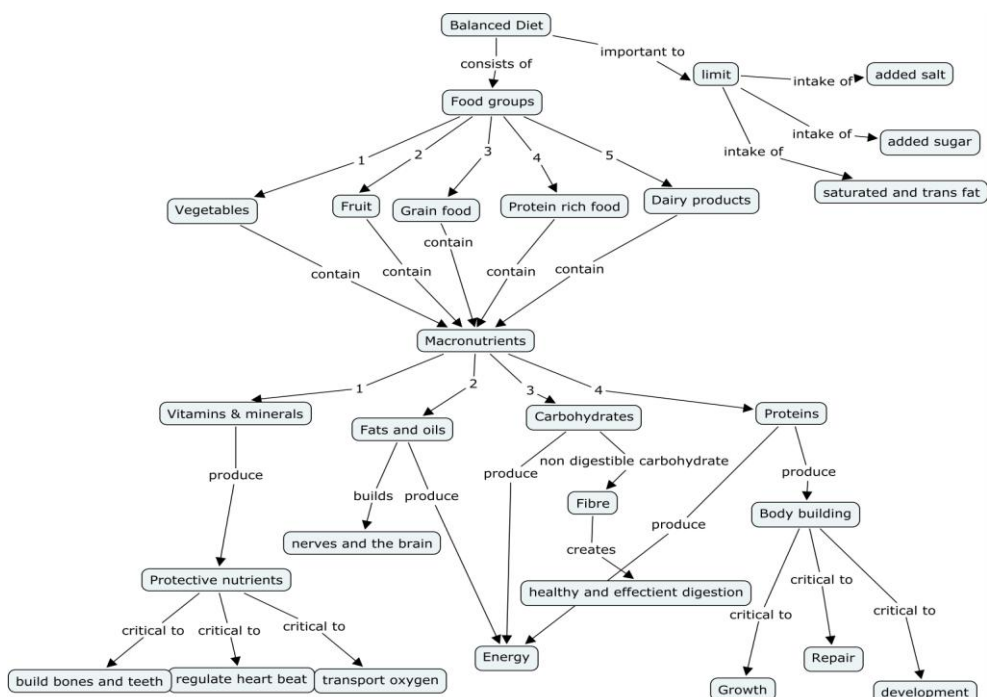 Balanced Diet
consists of
important to
limit
intake of
added salt
Food groups
intake of
added sugar
intake of
saturated and trans fat
1
2
3
4
5
Vegetables
Fruit
Grain food
Protein rich food
Dairy products
contain
contain
contain
contain
contain
Macronutrients
1
2
3
4
Vitamins & minerals
Fats and oils
Carbohydrates
Proteins
produce
builds
produce
produce
non digestible carbohydrate
produce
produce
Fibre
Body building
nerves and the brain
creates
Protective nutrients
healthy and effectient digestion
critical to
critical to
critical to
critical to
critical to
critical to
build bones and teeth
regulate heart beat
transport oxygen
Energy
Growth
Repair
development